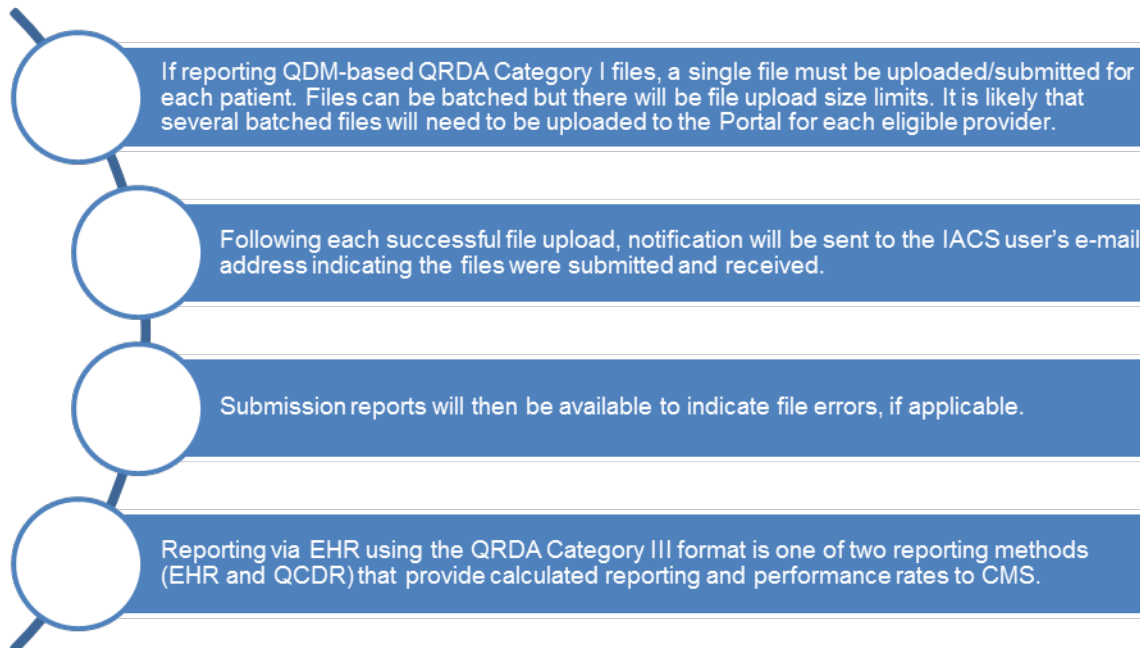 If reporting QDM-based QRDA Category I files, a single file must be uploaded/submitted for
each patient. Files can be batched but there will be file upload size limits. It is likely that
several batched files will need to be uploaded to the Portal for each eligible provider.
Following each successful file upload, notification will be sent to the IACS user’s e-mail
address indicating the files were submitted and received.
Submission reports will then be available to indicate file errors, if applicable.
Reporting via EHR using the QRDA Category III format is one of two reporting methods
(EHR and QCDR) that provide calculated reporting and performance rates to CMS.